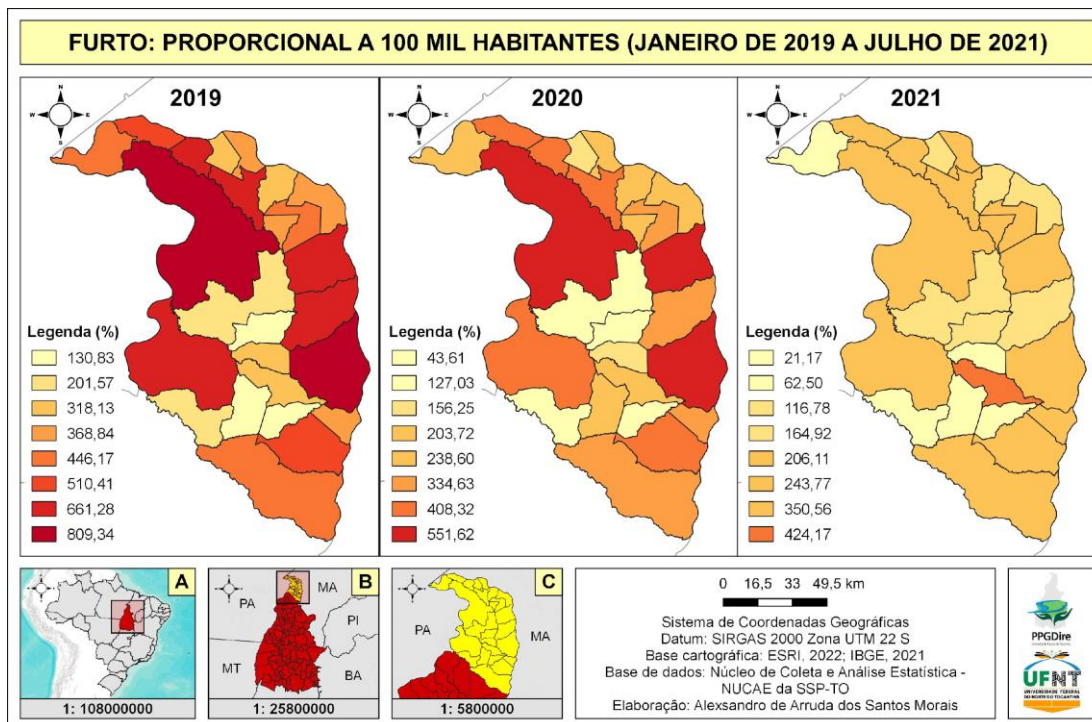 FURTO: PROPORCIONAL A 100 MIL HABITANTES (JANEIRO DE 2019 A JULHO DE 2021)
N
W E
S
2019
Legenda (%)
130,83
201,57
318,13
368,84
446,17
510,41
661,28
809,34
N
W E
S
2020
Legenda (%)
43,61
127,03
156,25
203,72
238,60
334,63
408,32
551,62
N
W E
S
2021
Legenda (%)
21,17
62,50
116,78
164,92
206,11
243,77
350,56
424,17
A
1: 108000000
B
PA
MA
PI
MT
BA
1: 25800000
C
PA
MA
1: 5800000
0 16,5 33 49,5 km
Sistema de Coordenadas Geográficas
Datum: SIRGAS 2000 Zona UTM 22 S
Base cartográfica: ESRI, 2022; IBGE, 2021
Base de dados: Núcleo de Coleta e Análise Estatística -
NUCAE da SSP-TO
Elaboração: Alexsandro de Arruda dos Santos Morais
PPGDire
UFNT
UNIVERSIDADE FEDERAL
DO NORTE DO TOCANTINS